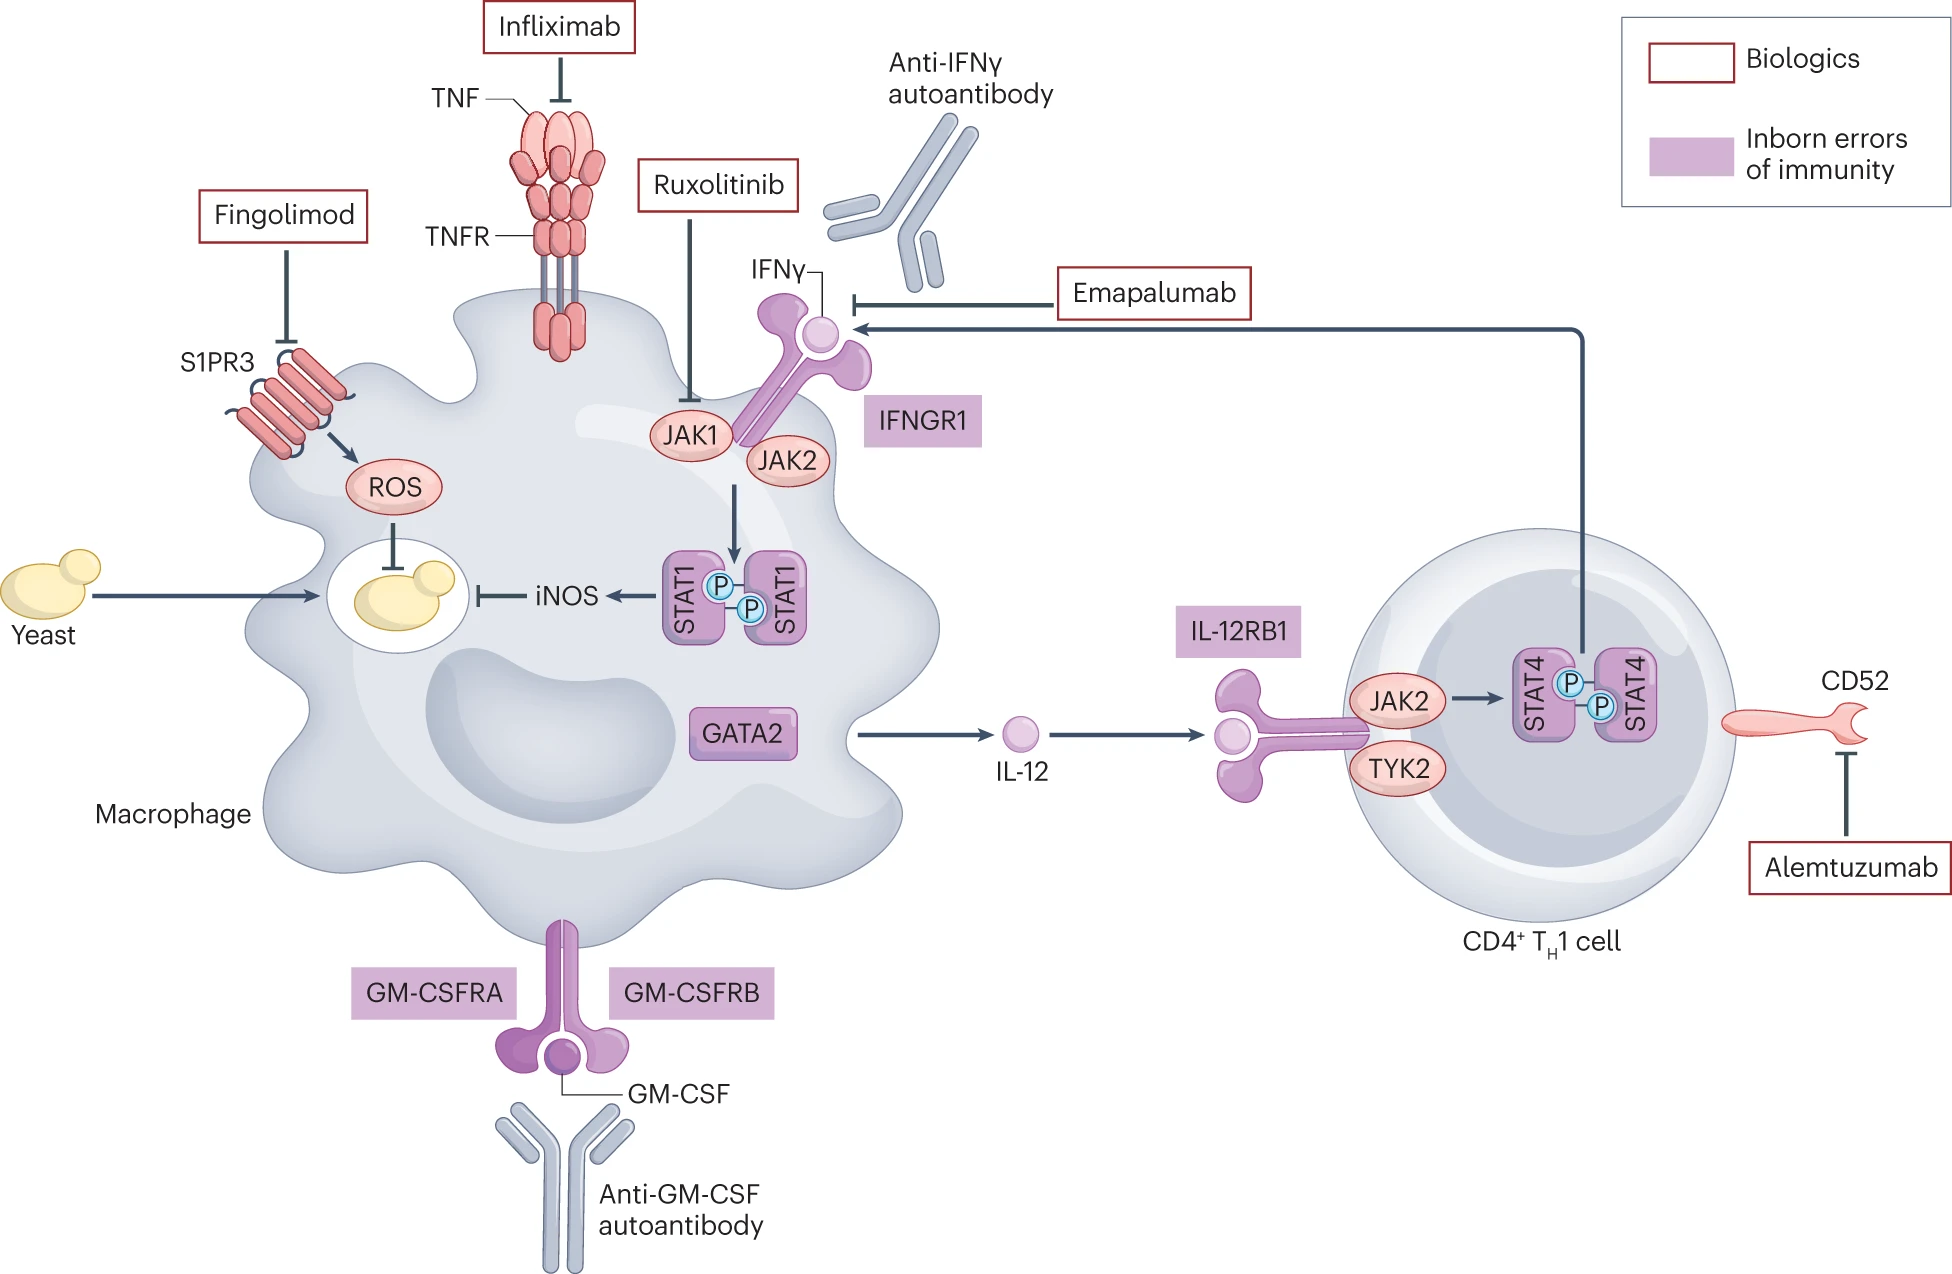 Infliximab
Biologics
Inborn errors
of immunity
Anti-IFNγ
autoantibody
TNF
Ruxolitinib
Fingolimod
TNFR
IFNγ
Emapalumab
S1PR3
IFNGR1
JAK1
JAK2
ROS
Yeast
iNOS
STAT1
P
P
STAT1
IL-12RB1
GATA2
IL-12
JAK2
TYK2
STAT4
P
P
STAT4
CD52
Macrophage
Alemtuzumab
CD4+ TH1 cell
GM-CSFRA
GM-CSFRB
GM-CSF
Anti-GM-CSF
autoantibody